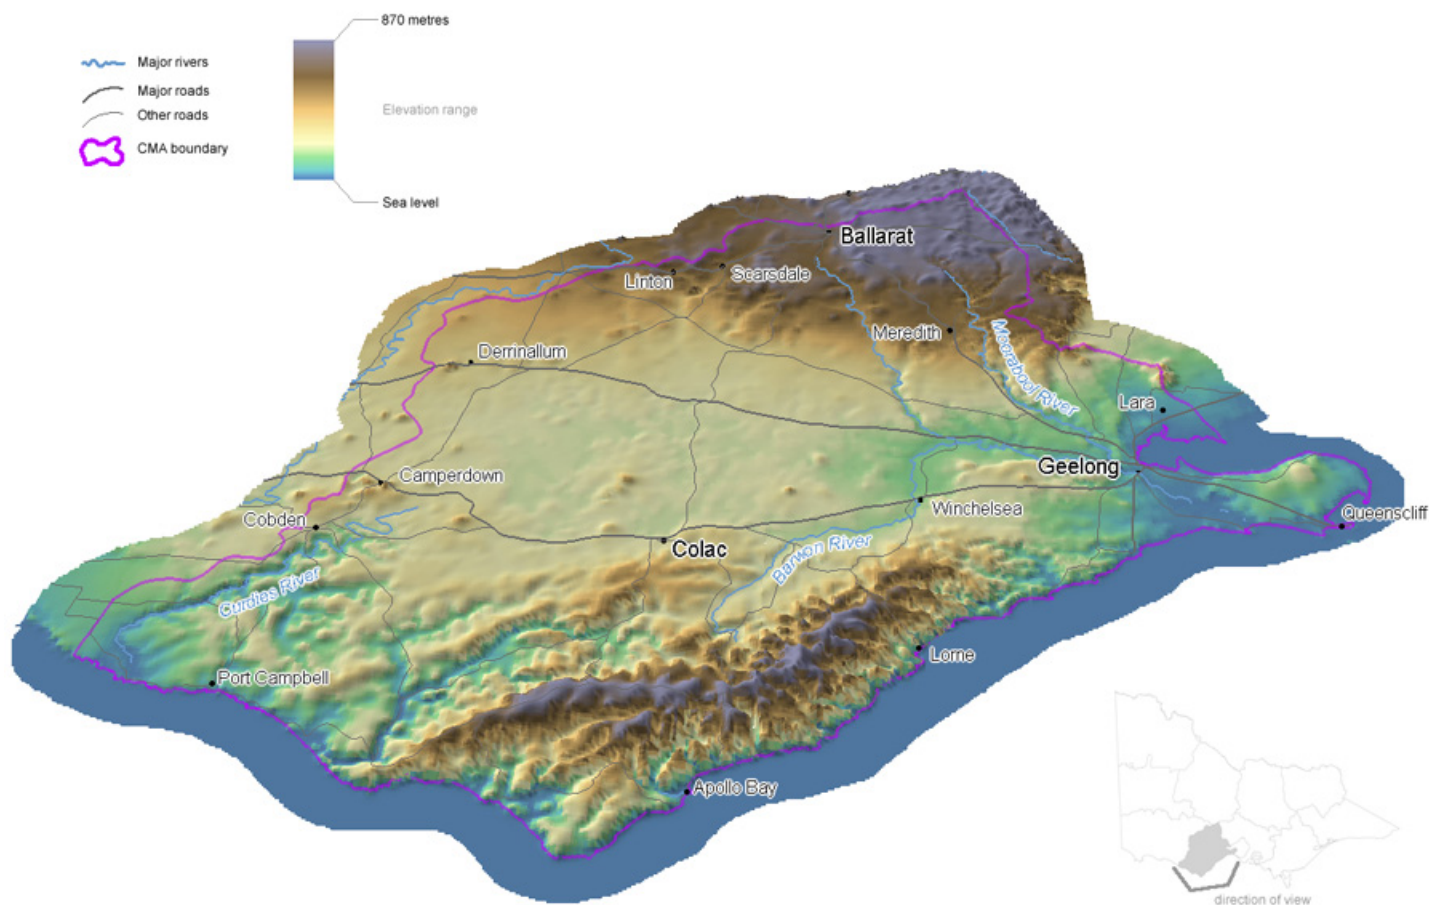 870 metres
Major rivers
Major roads
Other roads
CMA boundary
Elevation range
Sea level
Ballarat
Linton
Scarsdale
Meredith
Moorabool River
Derrinallum
Lara
Geelong
Camperdown
Winchelsea
Queenscliff
Cobden
Colac
Barwon River
Curdies River
Lorne
Port Campbell
Apollo Bay
direction of view